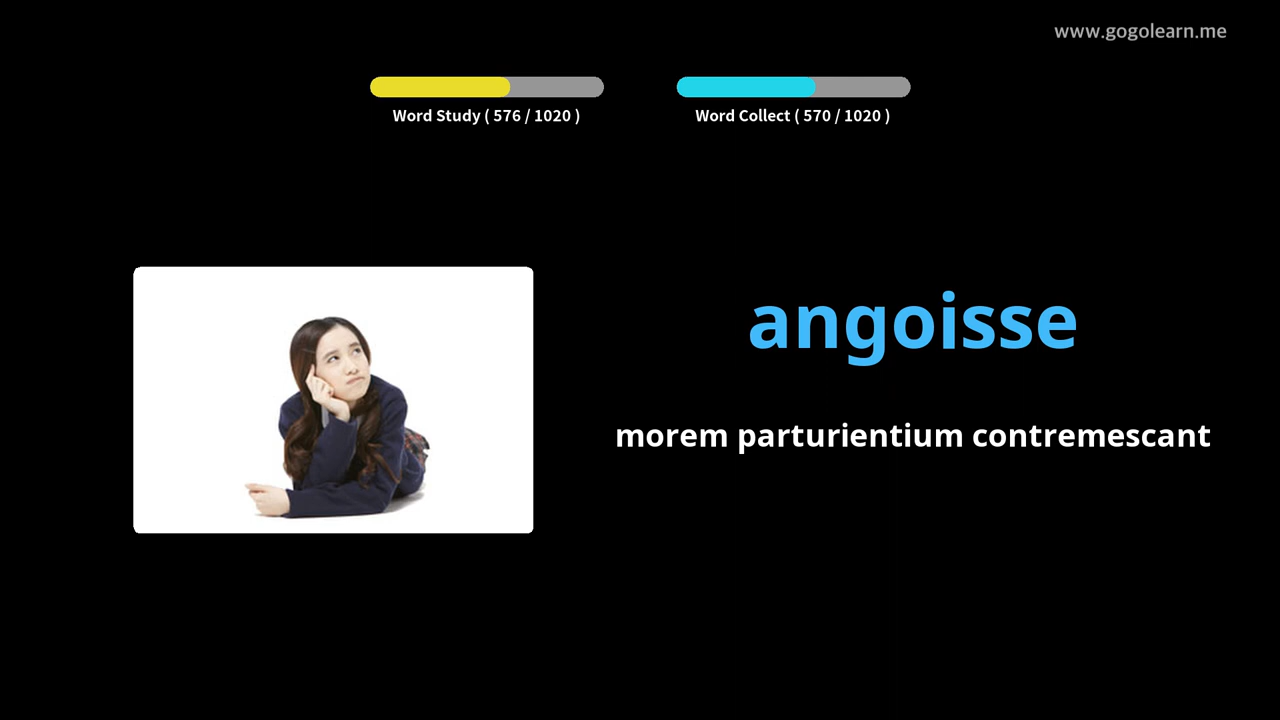 www.gogolearn.me
Word Study ( 576 / 1020 )
Word Collect ( 570 / 1020 )
angoisse
morem parturientium contremescant